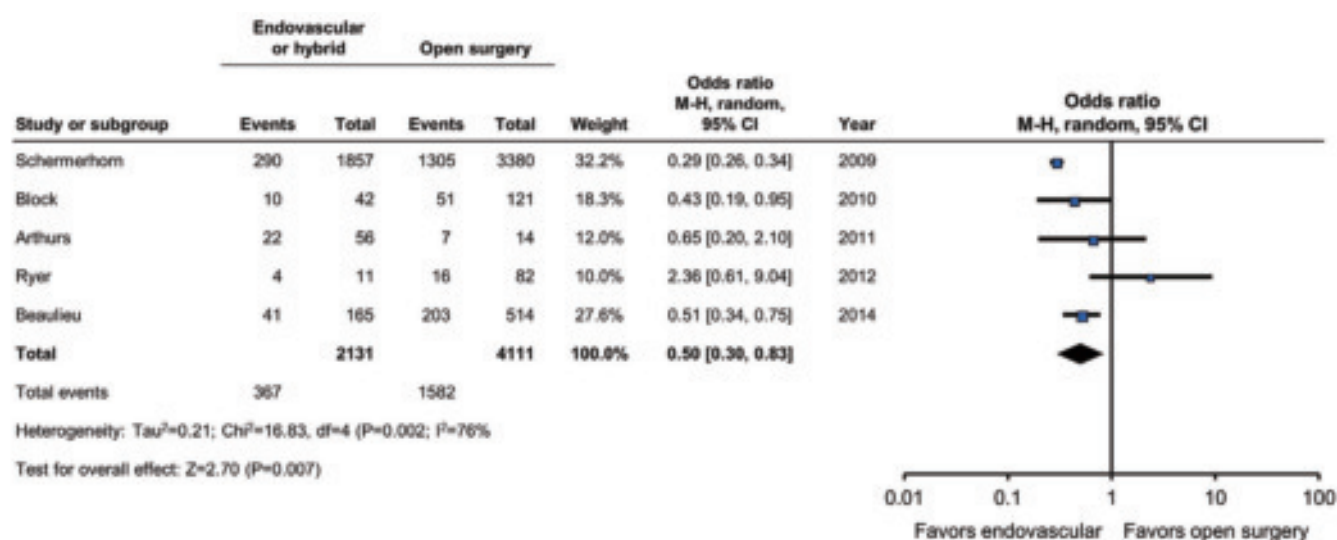 Endovascular or hybrid Open surgery
Odds ratio M-H, random, 95% CI
Odds ratio M-H, random, 95% CI
Study or subgroup Events Total Events Total Weight Year
Schermerhorn 290 1857 1305 3380 32.2% 0.29 [0.26, 0.34] 2009
Block 10 42 51 121 18.3% 0.43 [0.19, 0.95] 2010
Arthurs 22 56 7 14 12.0% 0.65 [0.20, 2.10] 2011
Ryer 4 11 16 82 10.0% 2.36 [0.61, 9.04] 2012
Beaulieu 41 165 203 514 27.6% 0.51 [0.34, 0.75] 2014
Total 2131 4111 100.0% 0.50 [0.30, 0.83]
Total events 367 1582
Heterogeneity: Tau²=0.21; Chi²=16.83, df=4 (P=0.002; I²=76%
Test for overall effect: Z=2.70 (P=0.007)
0.01 0.1 1 10 100
Favors endovascular Favors open surgery